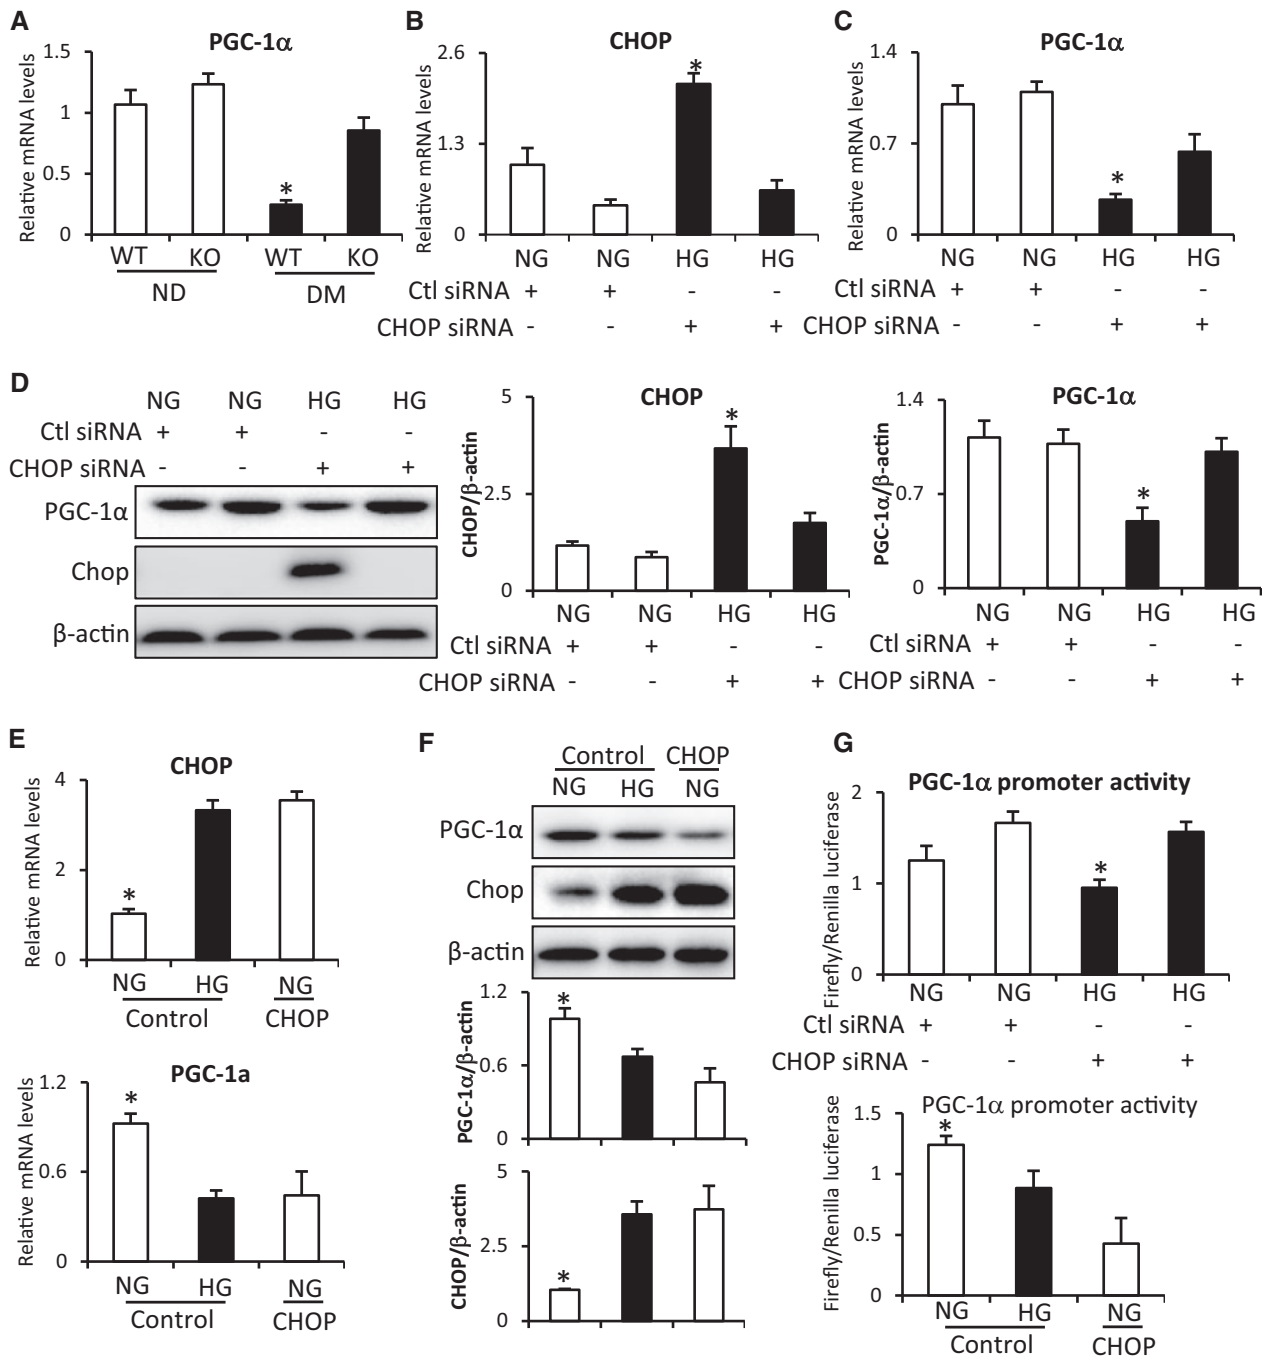 A
PGC-1α
Relative mRNA levels
1.5
1
0.5
0
WT KO WT KO
ND DM
B
CHOP
Relative mRNA levels
2.6
1.3
0
*
NG NG HG HG
Ctl siRNA + + - -
CHOP siRNA - - + +
C
PGC-1α
Relative mRNA levels
1.4
0.7
0
*
NG NG HG HG
Ctl siRNA + + - -
CHOP siRNA - - + +
D
NG NG HG HG
Ctl siRNA + + - -
CHOP siRNA - - + +
PGC-1α
Chop
β-actin
CHOP
CHOP/β-actin
5
2.5
0
*
NG NG HG HG
Ctl siRNA + + - -
CHOP siRNA - - + +
PGC-1α
PGC-1α/β-actin
1.4
0.7
0
*
NG NG HG HG
Ctl siRNA + + - -
CHOP siRNA - - + +
E
CHOP
Relative mRNA levels
4
2
0
*
NG HG NG
Control CHOP
PGC-1a
Relative mRNA levels
1.2
0.6
0
*
NG HG NG
Control CHOP
F
Control CHOP
NG HG NG
PGC-1α
Chop
β-actin
PGC-1α/β-actin
1.2
0.6
0
*
CHOP/β-actin
5
2.5
0
*
G
PGC-1α promoter activity
Firefly/Renilla luciferase
2
1
0
*
NG NG HG HG
Ctl siRNA + + - -
CHOP siRNA - - + +
PGC-1α promoter activity
Firefly/Renilla luciferase
1.5
1
0.5
0
*
NG HG NG
Control CHOP